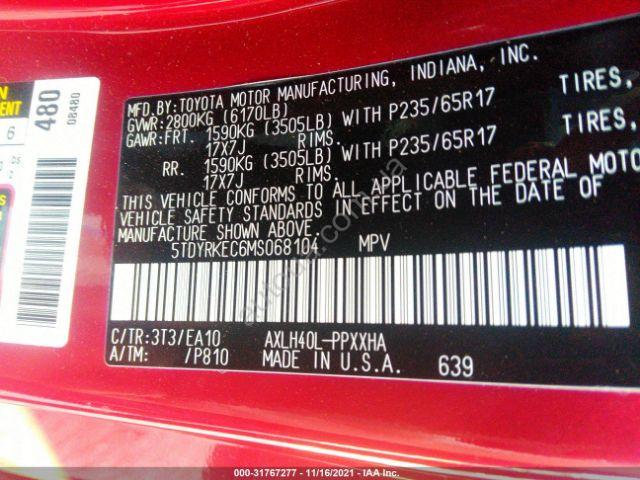 MFD.BY:TOYOTA MOTOR MANUFACTURING, INDIANA, INC.
GVWR:2800KG (6170LB)
GAWR:FRT. 1590KG (3505LB) WITH P235/65R17 TIRES,
17X7J RIMS.
RR. 1590KG (3505LB) WITH P235/65R17 TIRES,
17X7J RIMS.
THIS VEHICLE CONFORMS TO ALL APPLICABLE FEDERAL MOTO
VEHICLE SAFETY STANDARDS IN EFFECT ON THE DATE OF
MANUFACTURE SHOWN ABOVE.
5TDYRKEC6MS068104 MPV
C/TR:3T3/EA10 AXLH40L-PPXXHA
A/TM: /P810 MADE IN U.S.A. 639
480
08480
6
000-31767277 - 11/16/2021 - IAA Inc.